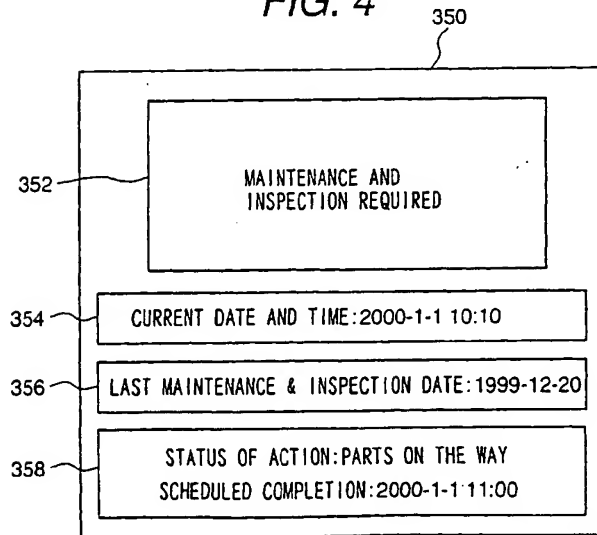 FIG. 4
350
352
MAINTENANCE AND
INSPECTION REQUIRED
354
CURRENT DATE AND TIME:2000-1-1 10:10
356
LAST MAINTENANCE & INSPECTION DATE:1999-12-20
358
STATUS OF ACTION:PARTS ON THE WAY
SCHEDULED COMPLETION:2000-1-1 11:00